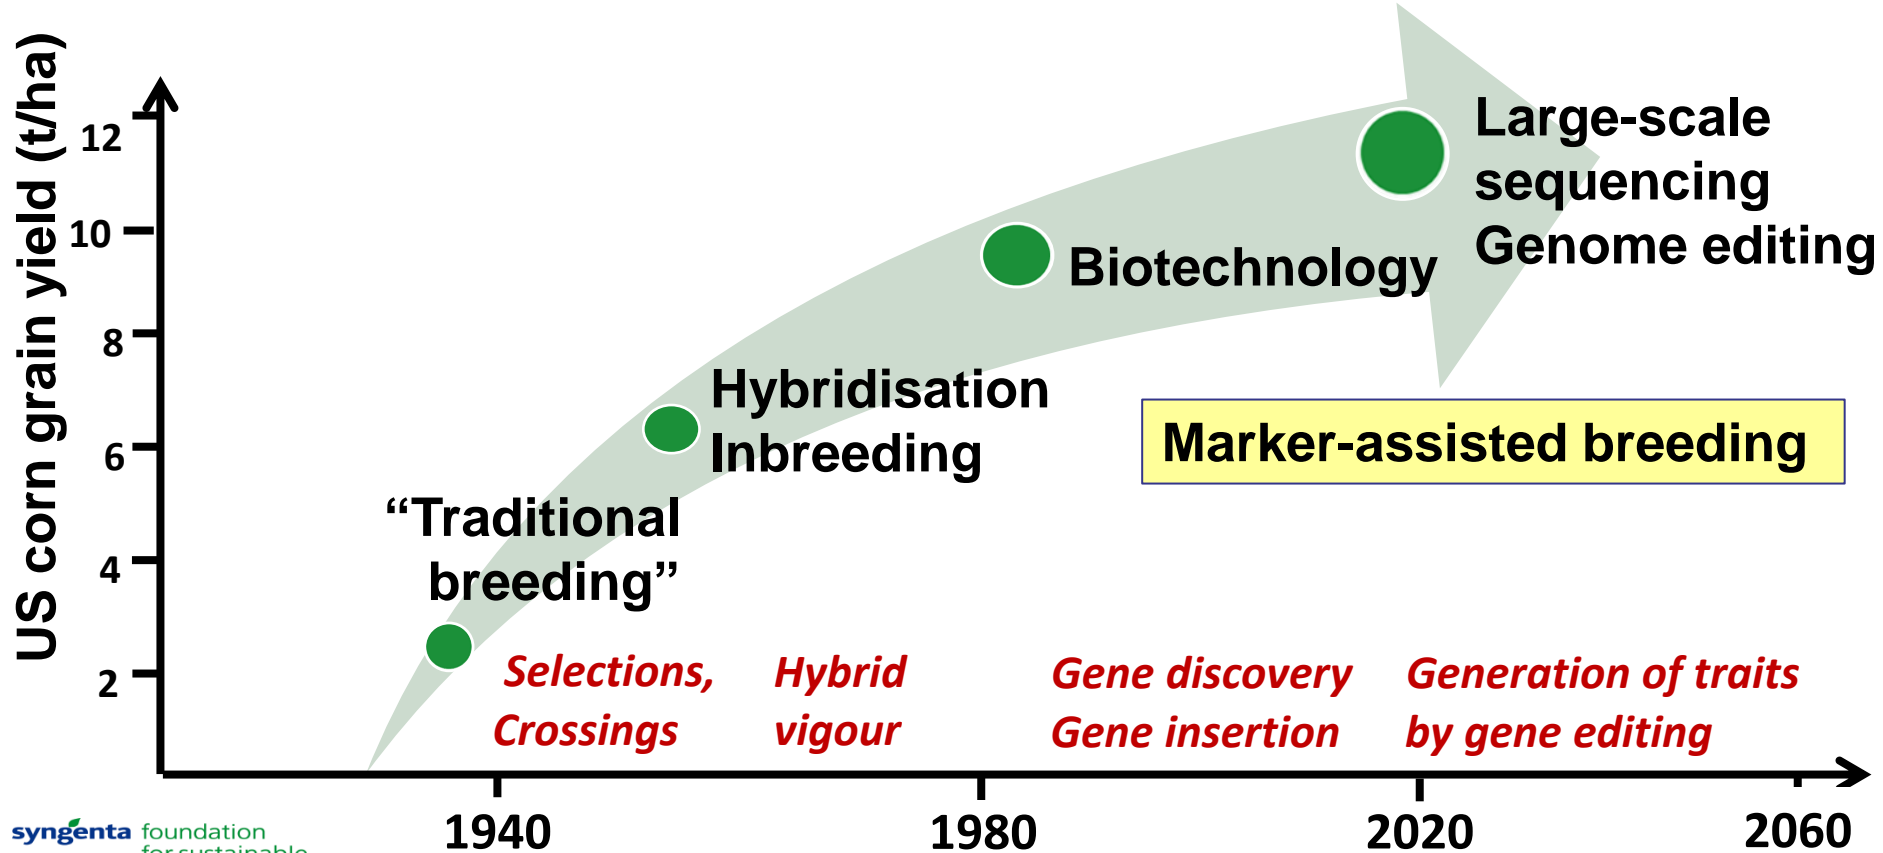 US corn grain yield (t/ha)
12
10
8
6
4
2
Large-scale
sequencing
Genome editing
Biotechnology
Hybridisation
Inbreeding
Marker-assisted breeding
“Traditional
breeding”
Selections,
Crossings
Hybrid
vigour
Gene discovery
Gene insertion
Generation of traits
by gene editing
1940
1980
2020
2060
syngenta foundation
for sustainable